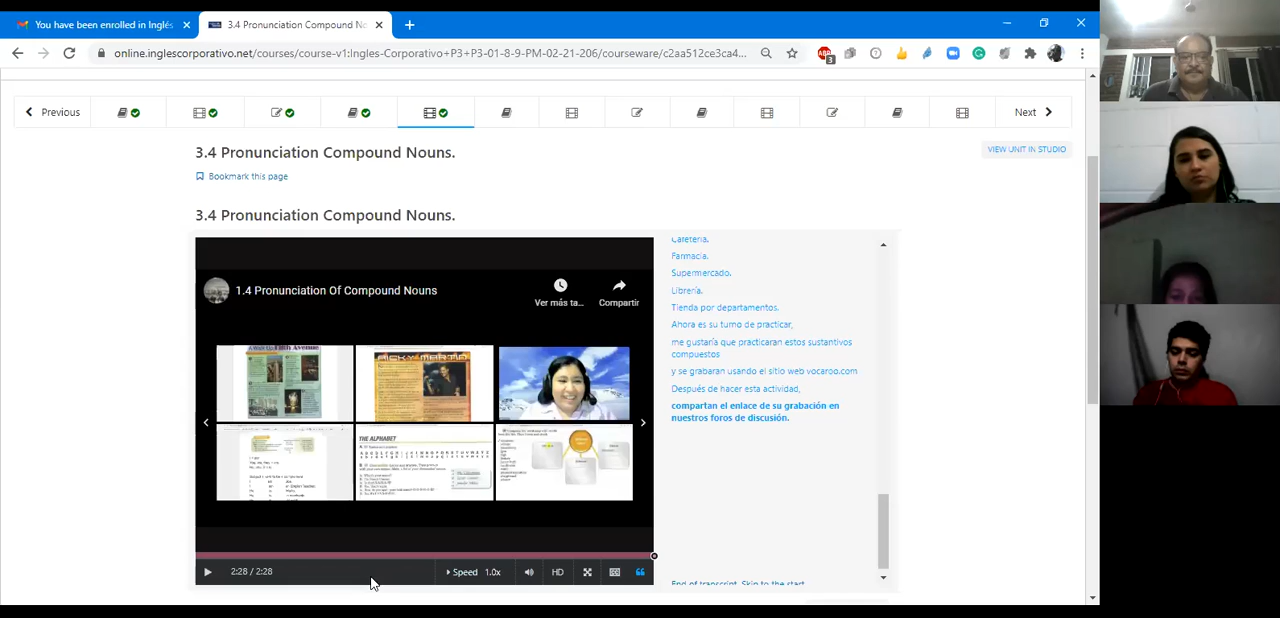 You have been enrolled in Inglés
3.4 Pronunciation Compound No
online.inglescorporativo.net/courses/course-v1:Ingles-Corporativo+P3+P3-01-8-9-PM-02-21-206/courseware/c2aa512ce3ca4...
Previous
Next
3.4 Pronunciation Compound Nouns.
VIEW UNIT IN STUDIO
Bookmark this page
3.4 Pronunciation Compound Nouns.
1.4 Pronunciation Of Compound Nouns
Ver más ta...
Compartir
RICKY MARTIN
THE ALPHABET
2:28 / 2:28
Speed 1.0x
HD
Cafetería.
Farmacia.
Supermercado.
Librería.
Tienda por departamentos.
Ahora es su turno de practicar,
me gustaría que practicaran estos sustantivos
compuestos
y se grabaran usando el sitio web vocaroo.com
Después de hacer esta actividad,
compartan el enlace de su grabación en
nuestros foros de discusión.
End of transcript. Skip to the start.